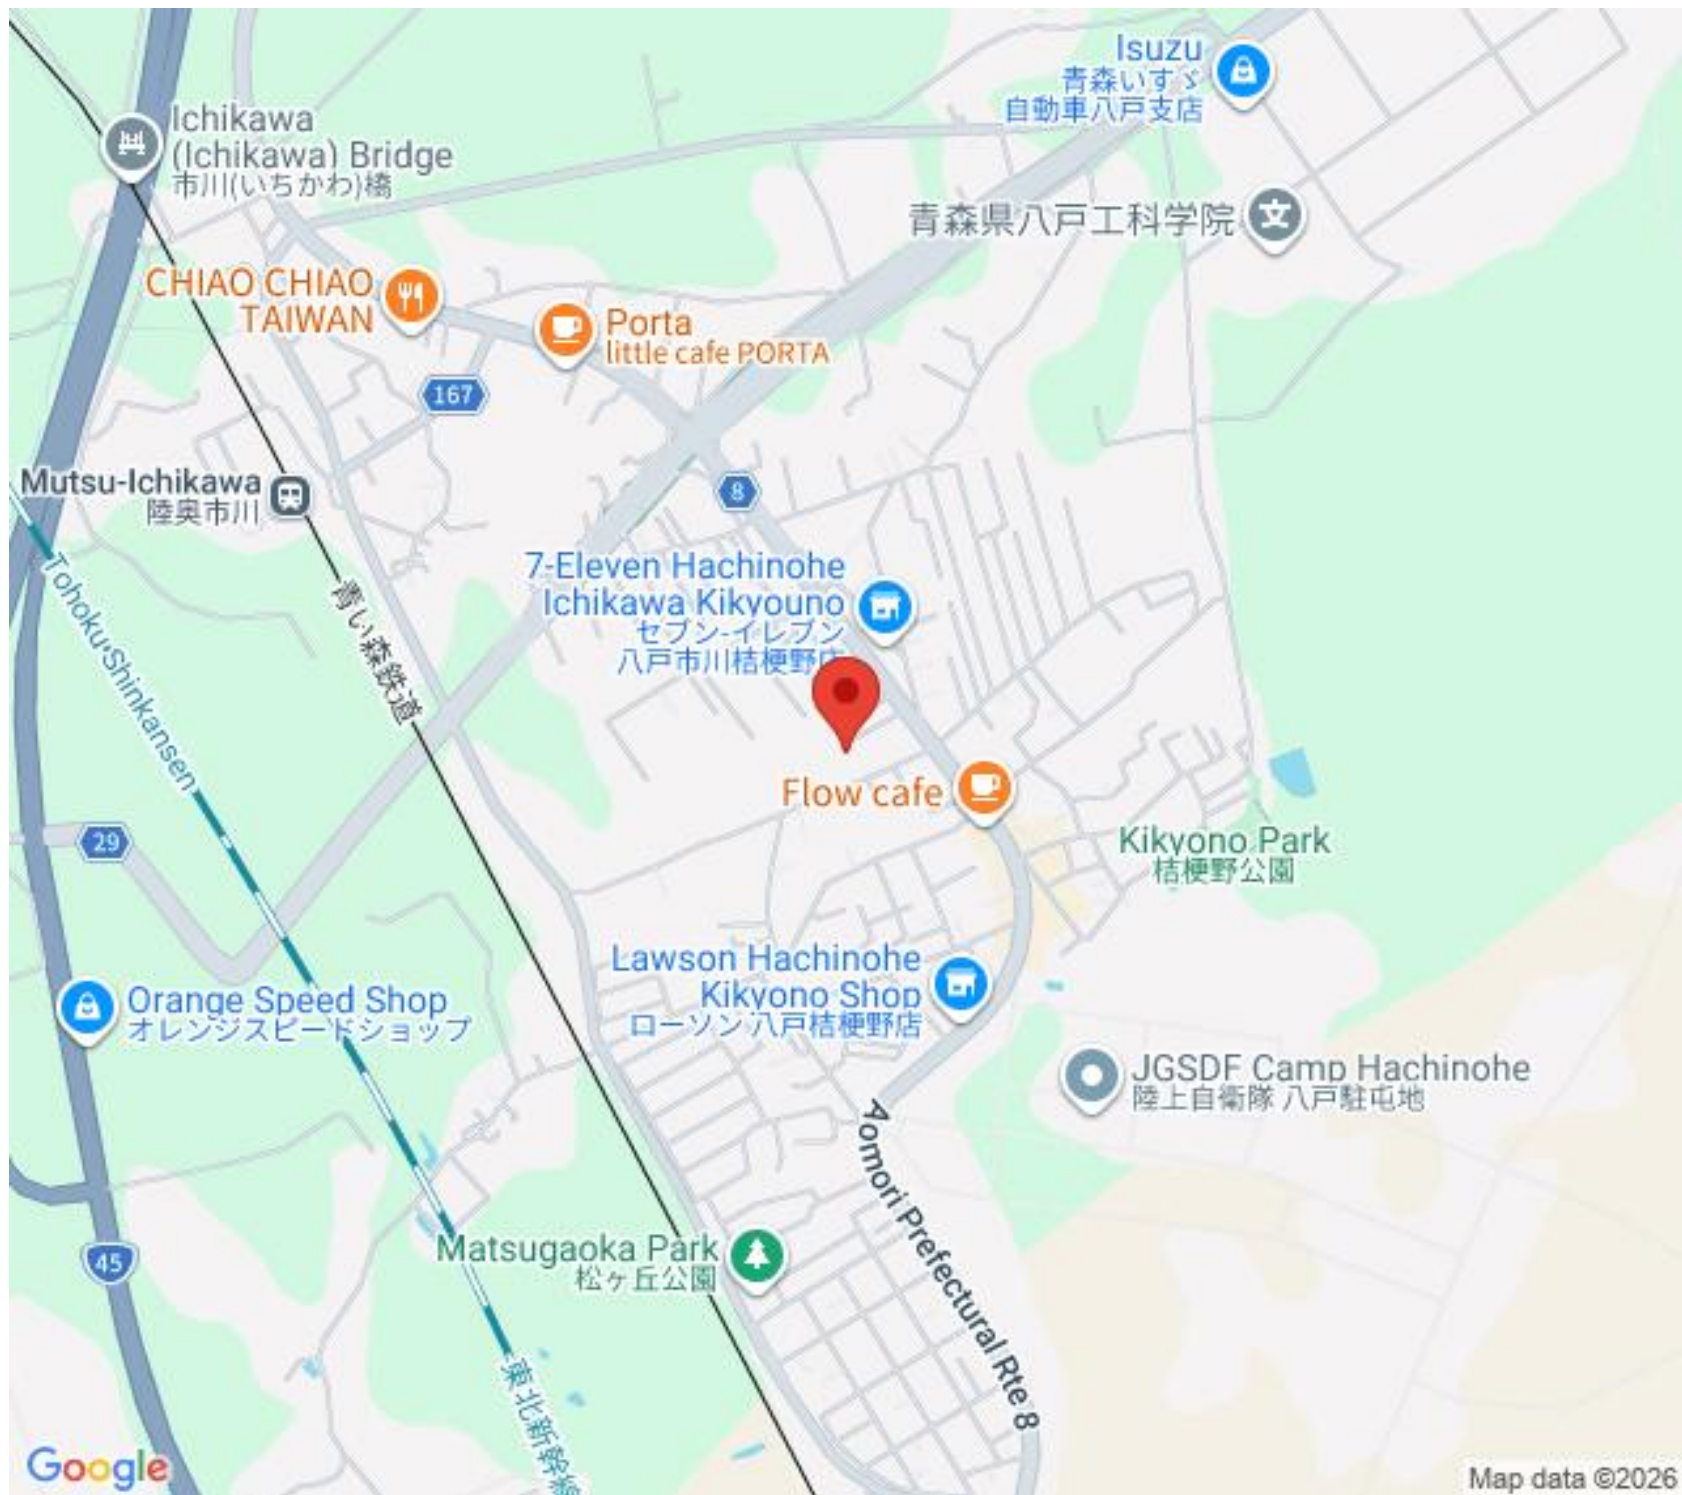 Isuzu
青森いすゞ
自動車八戸支店
Ichikawa
(Ichikawa) Bridge
市川(いちかわ)橋
青森県八戸工科学院
CHIAO CHIAO
TAIWAN
Porta
little cafe PORTA
167
Mutsu-Ichikawa
陸奥市川
8
7-Eleven Hachinohe
Ichikawa Kikyouno
セブン-イレブン
八戸市川桔梗野店
Tohoku Shinkansen
青い森鉄道
Flow cafe
29
Kikyono Park
桔梗野公園
Lawson Hachinohe
Kikyono Shop
ローソン 八戸桔梗野店
Orange Speed Shop
オレンジスピードショップ
JGSDF Camp Hachinohe
陸上自衛隊 八戸駐屯地
Aomori Prefectural Rte 8
Matsugaoka Park
松ヶ丘公園
45
東北新幹線
Google
Map data ©2026